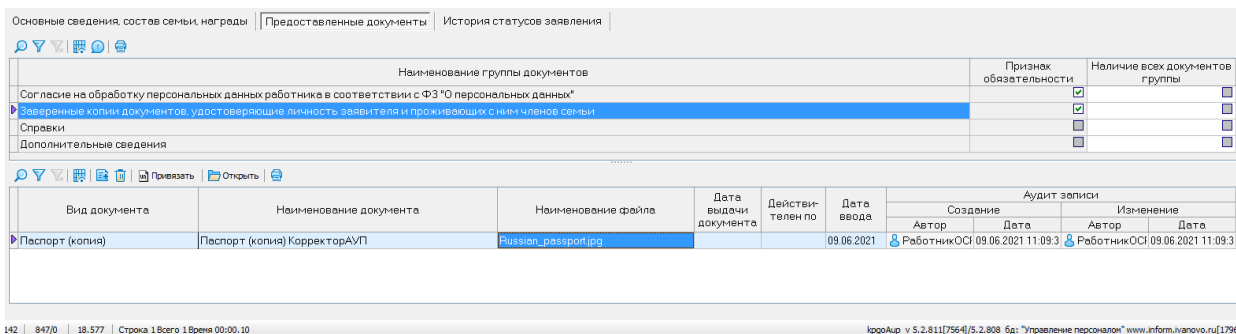 Основные сведения, состав семьи, награды Предоставленные документы История статусов заявления
Наименование группы документов Признак обязательности Наличие всех документов группы
Согласие на обработку персональных данных работника в соответствии с ФЗ "О персональных данных"
Заверенные копии документов, удостоверяющие личность заявителя и проживающих с ним членов семьи
Справки
Дополнительные сведения
Привязать Открыть
Вид документа Наименование документа Наименование файла Дата выдачи документа Действи-телен по Дата ввода Аудит записи
Создание Изменение
Автор Дата Автор Дата
Паспорт (копия) Паспорт (копия) КорректорАУП Russian_passport.jpg 09.06.2021 РаботникОСГ 09.06.2021 11:09:3 РаботникОСГ 09.06.2021 11:09:3
142 847/0 18.577 Строка 1 Всего 1 Время 00:00.10 kpgoAup v 5.2.811[7564]/5.2.808 бд: "Управление персоналом" www.inform.ivanovo.ru[1796